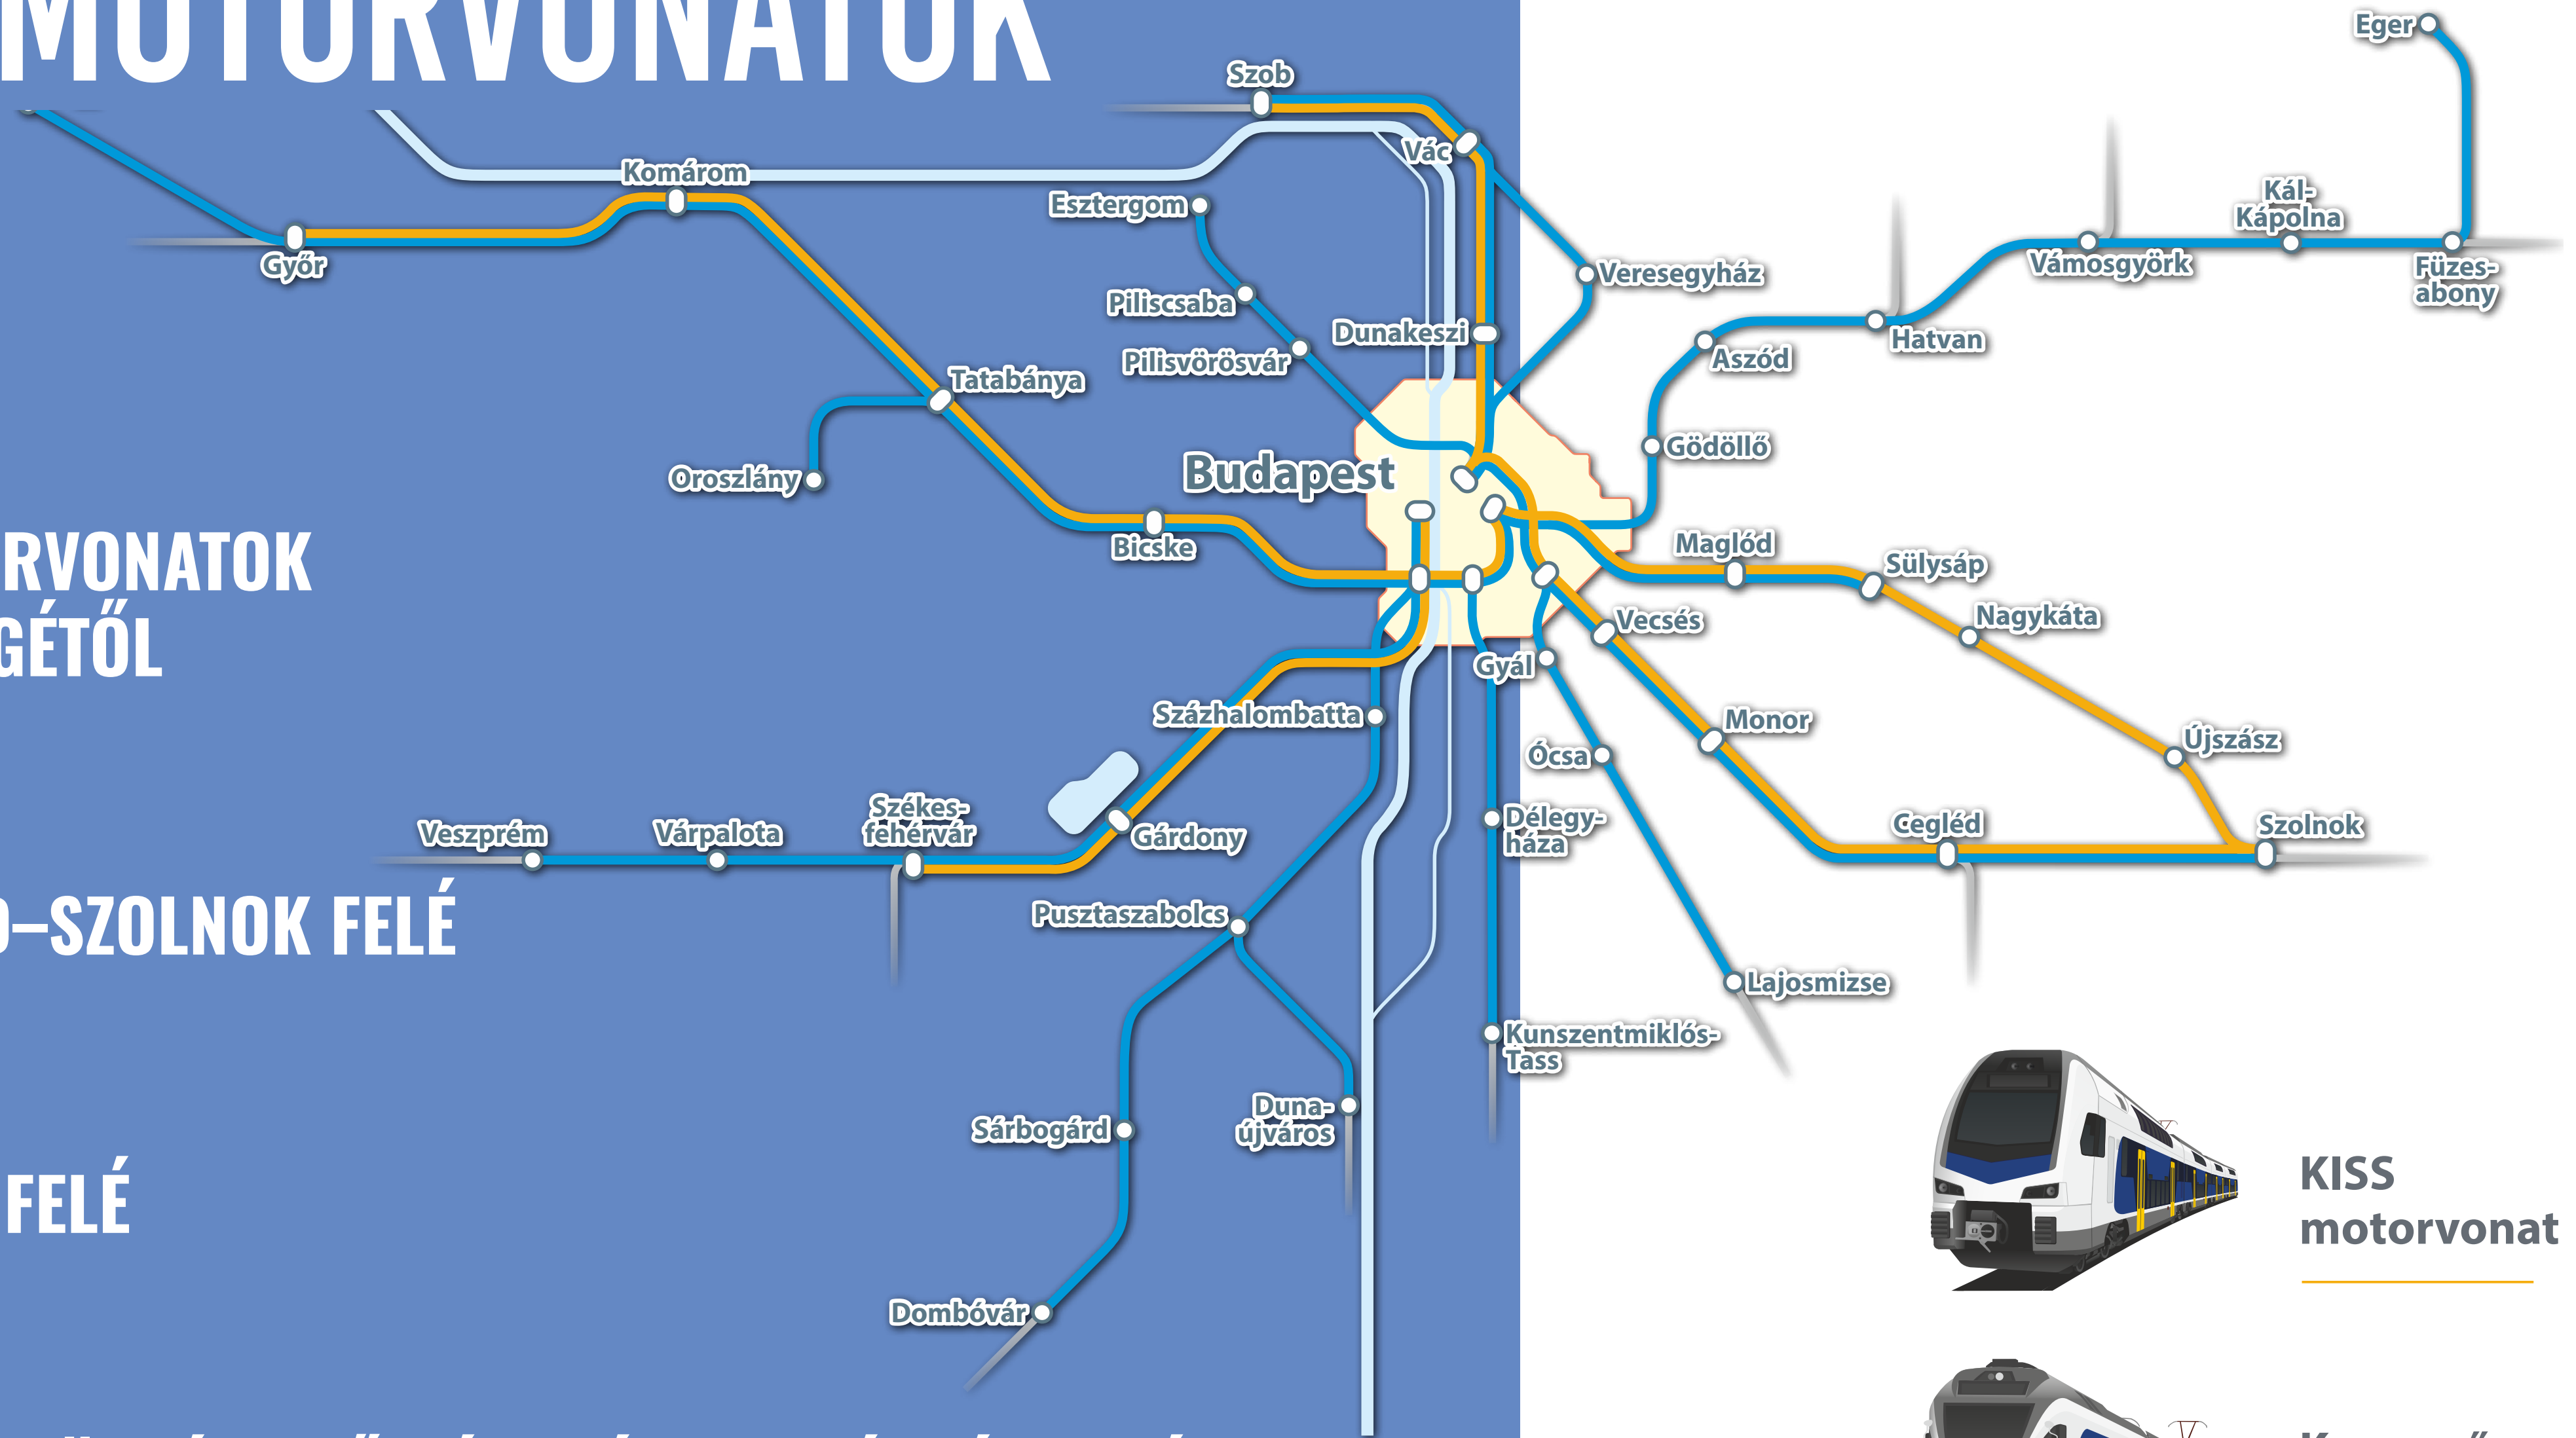 MOTORVONATOK
Eger
Szob
Vác
Komárom
Esztergom
Győr
Kál-
Kápolna
Veresegyház
Vámosgyörk
Füzes-
abony
Piliscsaba
Dunakeszi
Hatvan
Pilisvörösvár
Aszód
Tatabánya
Gödöllő
Budapest
Oroszlány
Bicske
Maglód
Sülysáp
RVONATOK
GÉTŐL
Nagykáta
Vecsés
Gyál
Százhalombatta
Monor
Újszász
Ócsa
Székes-
fehérvár
Veszprém
Várpalota
Gárdony
Délegy-
háza
Cegléd
Szolnok
–SZOLNOK FELÉ
Pusztaszabolcs
Lajosmizse
Kunszentmiklós-
Tass
Duna-
újváros
Sárbogárd
FELÉ
KISS
motorvonat
Dombóvár